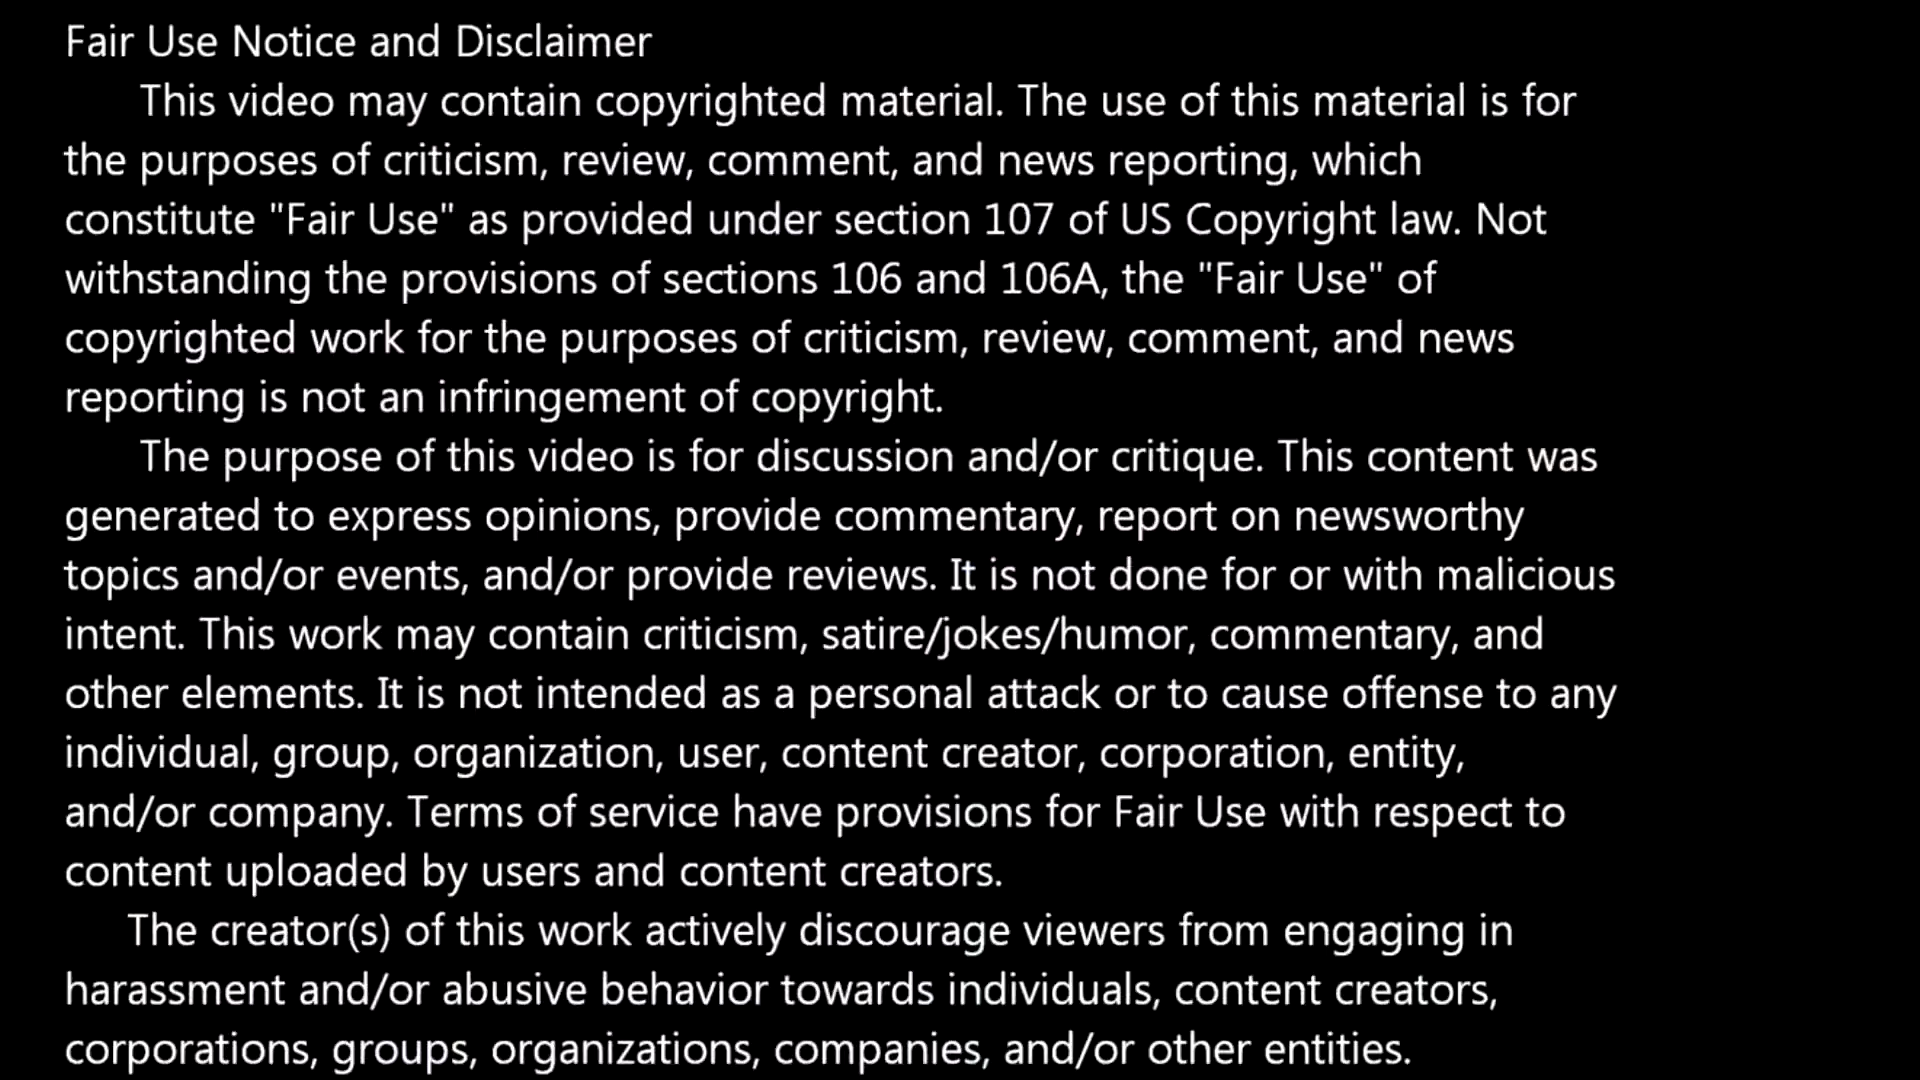 Fair Use Notice and Disclaimer
This video may contain copyrighted material. The use of this material is for
the purposes of criticism, review, comment, and news reporting, which
constitute "Fair Use" as provided under section 107 of US Copyright law. Not
withstanding the provisions of sections 106 and 106A, the "Fair Use" of
copyrighted work for the purposes of criticism, review, comment, and news
reporting is not an infringement of copyright.
The purpose of this video is for discussion and/or critique. This content was
generated to express opinions, provide commentary, report on newsworthy
topics and/or events, and/or provide reviews. It is not done for or with malicious
intent. This work may contain criticism, satire/jokes/humor, commentary, and
other elements. It is not intended as a personal attack or to cause offense to any
individual, group, organization, user, content creator, corporation, entity,
and/or company. Terms of service have provisions for Fair Use with respect to
content uploaded by users and content creators.
The creator(s) of this work actively discourage viewers from engaging in
harassment and/or abusive behavior towards individuals, content creators,
corporations, groups, organizations, companies, and/or other entities.